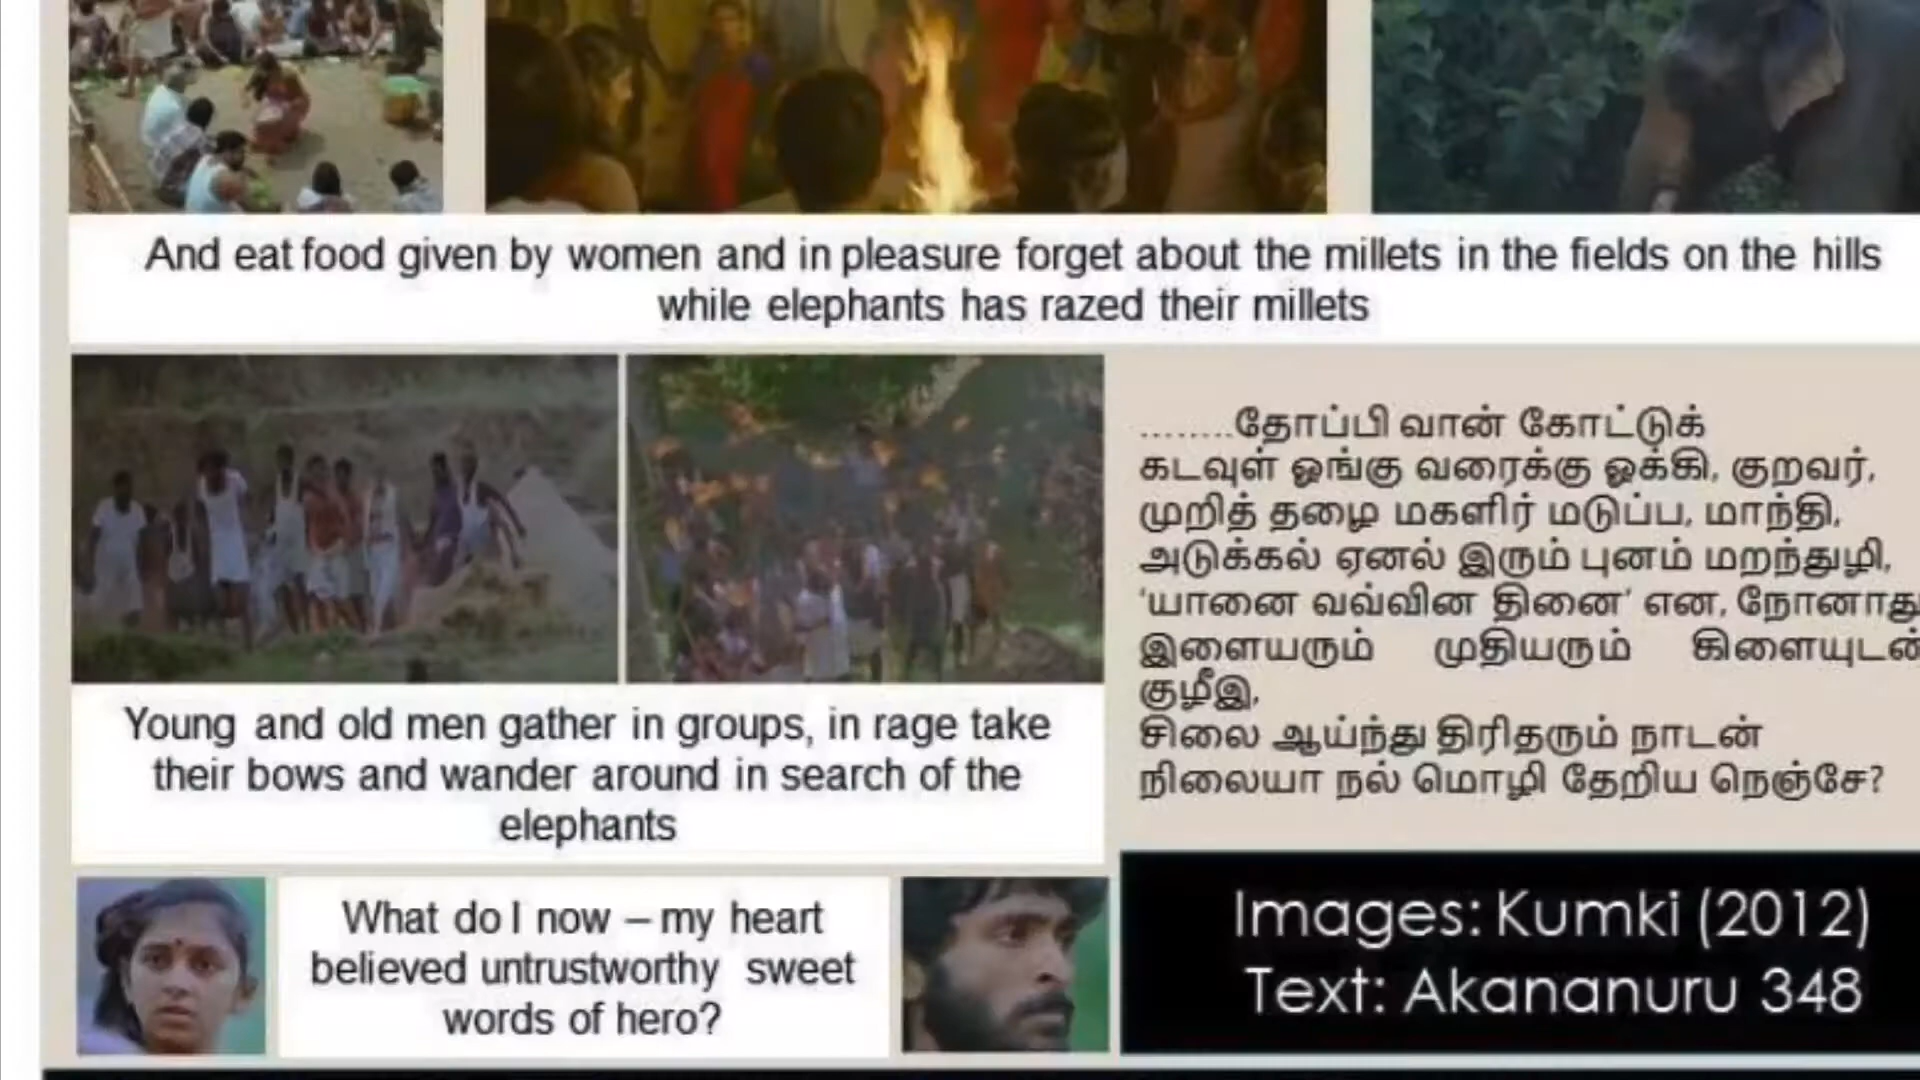 And eat food given by women and in pleasure forget about the millets in the fields on the hills
while elephants has razed their millets
........தோப்பி வான் கோட்டுக்
கடவுள் ஓங்கு வரைக்கு ஓக்கி, குறவர்,
முறித் தழை மகளிர் மடுப்ப, மாந்தி,
அடுக்கல் ஏனல் இரும் புனம் மறந்துழி,
'யானை வவ்வின தினை' என, நோனாது
இளையரும் முதியரும் கிளையுடன்
குழீஇ,
சிலை ஆய்ந்து திரிதரும் நாடன்
நிலையா நல் மொழி தேறிய நெஞ்சே?
Young and old men gather in groups, in rage take
their bows and wander around in search of the
elephants
What do I now – my heart
believed untrustworthy sweet
words of hero?
Images: Kumki (2012)
Text: Akananuru 348